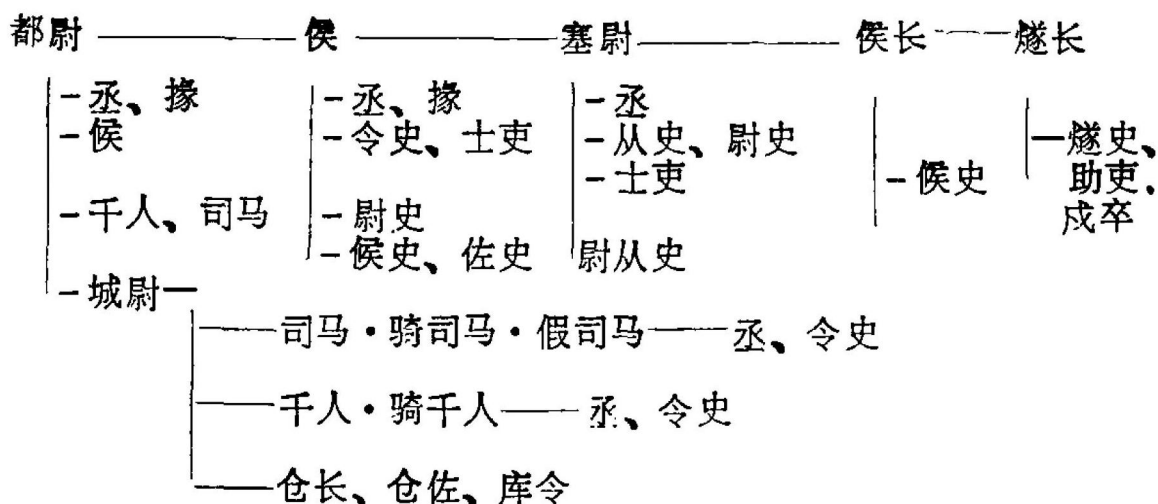 都尉 侯 塞尉 侯长 燧长
丞、掾 丞、掾 丞
候 令史、士吏 从史、尉史 燧史、
士吏 候史 助吏.
千人、司马 尉史 戍卒
候史、佐史 尉从史
城尉
司马·骑司马·假司马 丞、令史
千人·骑千人 丞、令史
仓长、仓佐、库令